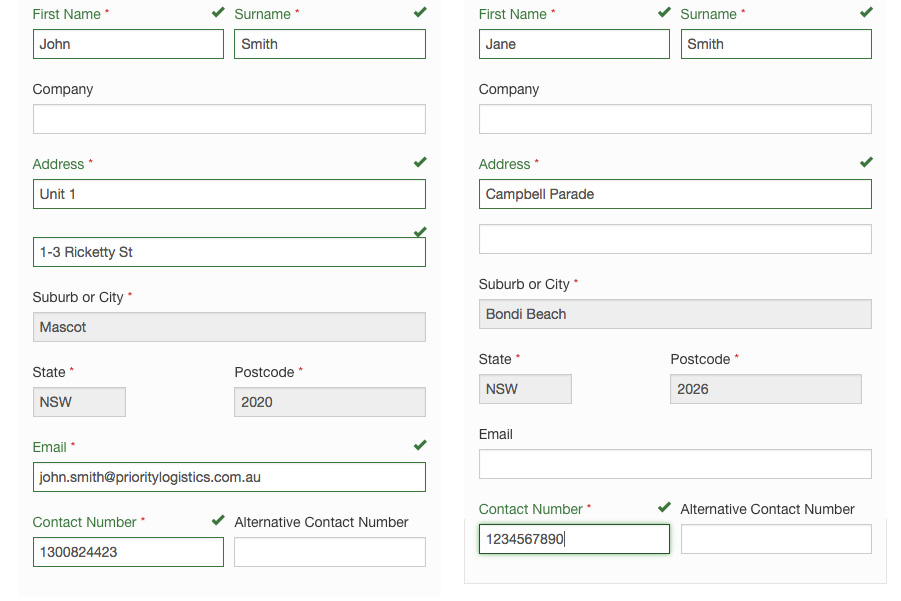 First Name *
Surname *
John
Smith
Company
Address *
Unit 1
1-3 Ricketty St
Suburb or City *
Mascot
State *
Postcode *
NSW
2020
Email *
john.smith@prioritylogistics.com.au
Contact Number *
Alternative Contact Number
1300824423
First Name *
Surname *
Jane
Smith
Company
Address *
Campbell Parade
Suburb or City *
Bondi Beach
State *
Postcode *
NSW
2026
Email
Contact Number *
Alternative Contact Number
1234567890